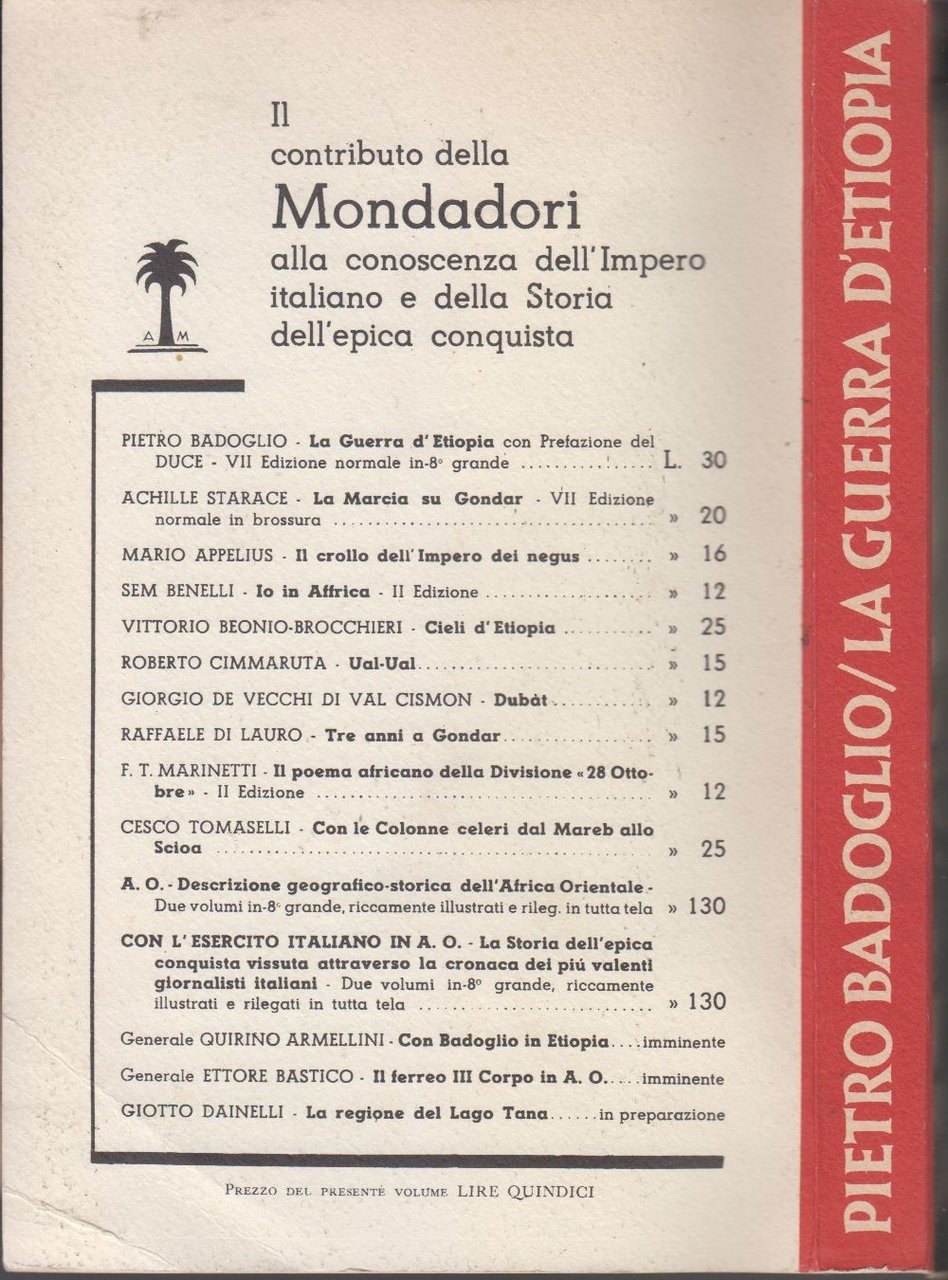 Il
contributo della
Mondadori
alla conoscenza dell'Impero
italiano e della Storia
dell'epica conquista
A M
PIETRO BADOGLIO - La Guerra d'Etiopia con Prefazione del
DUCE - VII Edizione normale in-8º grande .............. L. 30
ACHILLE STARACE - La Marcia su Gondar - VII Edizione
normale in brossura .................................. » 20
MARIO APPELIUS - Il crollo dell'Impero dei negus ........ » 16
SEM BENELLI - Io in Affrica - II Edizione .................. » 12
VITTORIO BEONIO-BROCCHIERI - Cieli d'Etiopia .......... » 25
ROBERTO CIMMARUTA - Ual-Ual.......................... » 15
GIORGIO DE VECCHI DI VAL CISMON - Dubàt........... » 12
RAFFAELE DI LAURO - Tre anni a Gondar................. » 15
F. T. MARINETTI - Il poema africano della Divisione «28 Otto-
bre» - II Edizione ..................................... » 12
CESCO TOMASELLI - Con le Colonne celeri dal Mareb allo
Scioa ................................................ » 25
A. O. - Descrizione geografico-storica dell'Africa Orientale -
Due volumi in-8º grande, riccamente illustrati e rileg. in tutta tela » 130
CON L'ESERCITO ITALIANO IN A. O. - La Storia dell'epica
conquista vissuta attraverso la cronaca dei piú valenti
giornalisti italiani - Due volumi in-8º grande, riccamente
illustrati e rilegati in tutta tela .......................... » 130
Generale QUIRINO ARMELLINI - Con Badoglio in Etiopia....imminente
Generale ETTORE BASTICO - Il ferreo III Corpo in A. O.....imminente
GIOTTO DAINELLI - La regione del Lago Tana......in preparazione
PREZZO DEL PRESENTE VOLUME LIRE QUINDICI
PIETRO BADOGLIO/LA GUERRA D'ETIOPIA